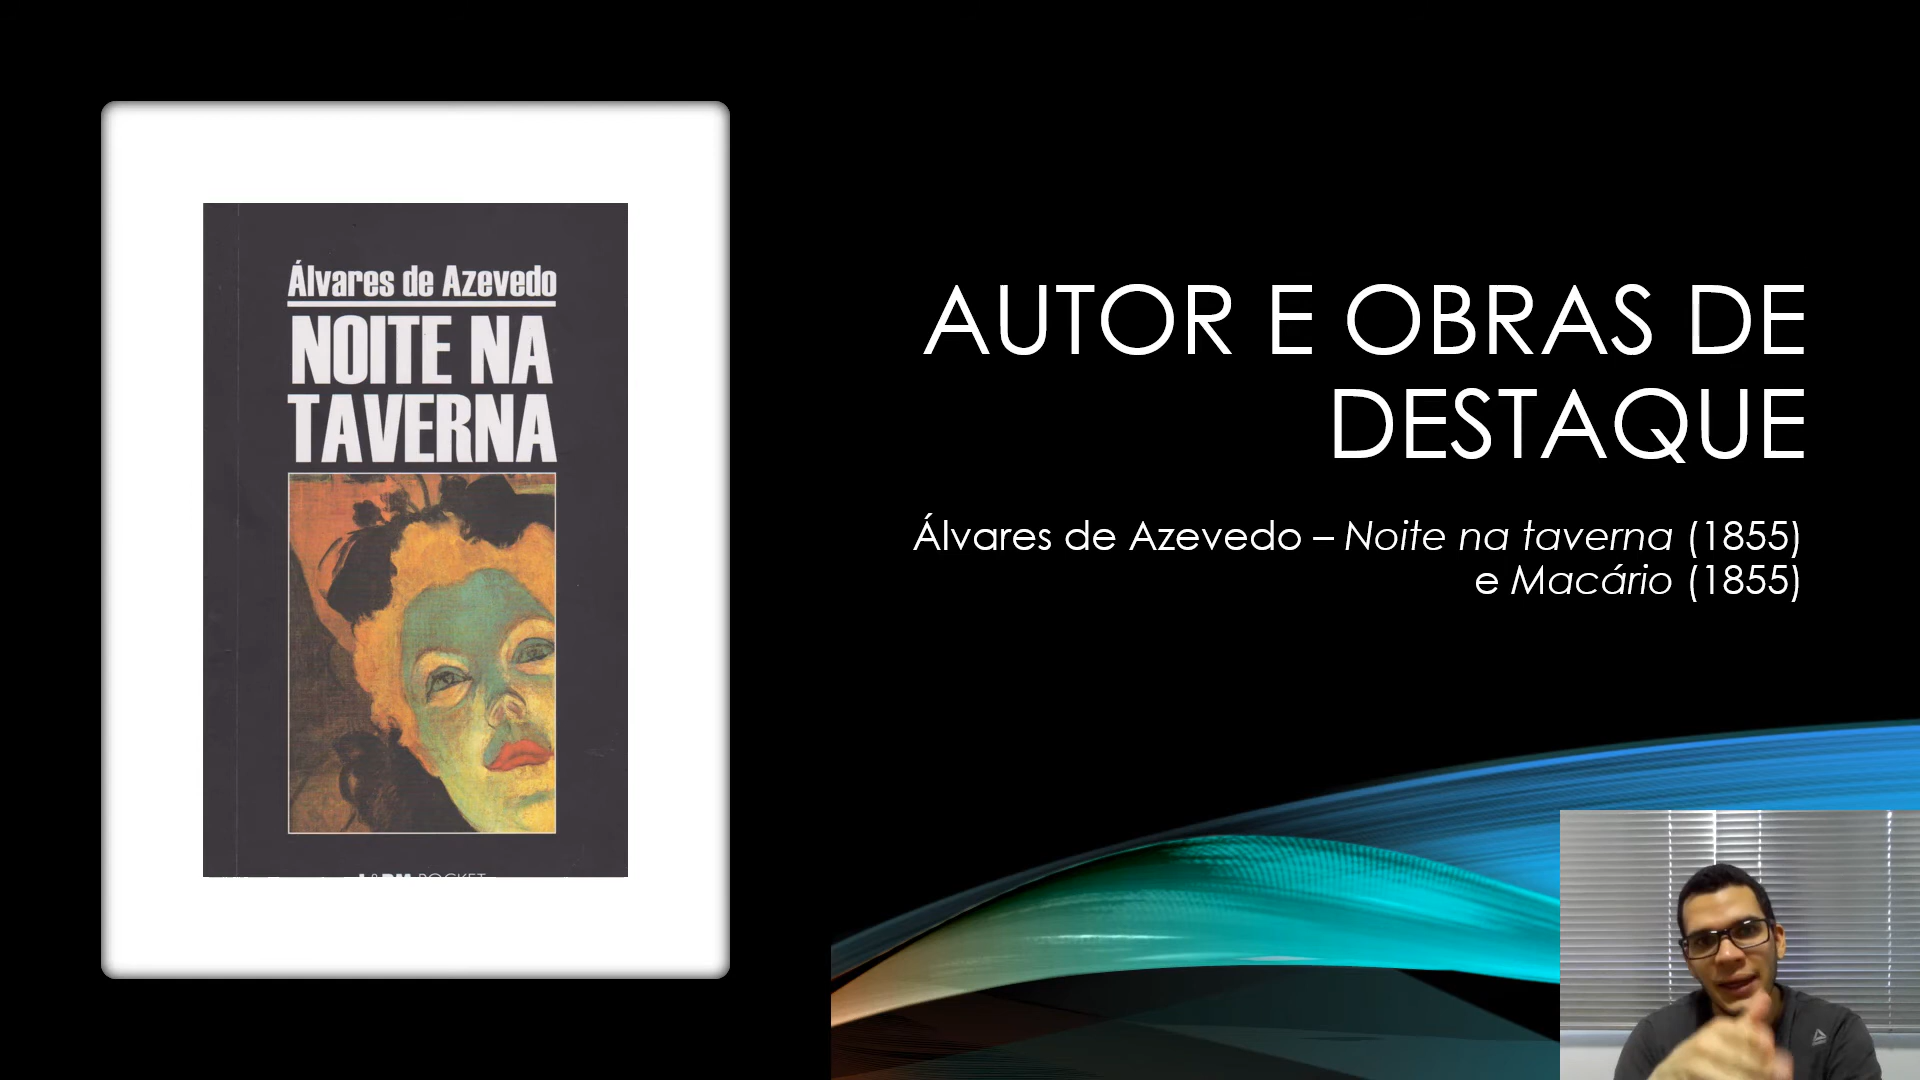 Álvares de Azevedo
NOITE NA
TAVERNA
AUTOR E OBRAS DE
DESTAQUE
Álvares de Azevedo – Noite na taverna (1855)
e Macário (1855)